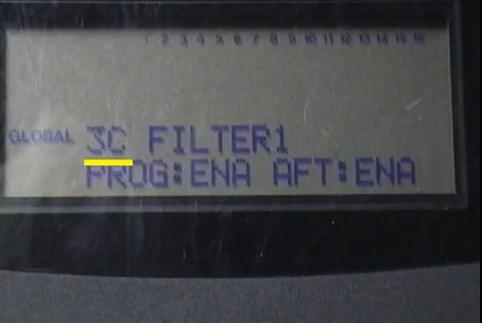 1 2 3 4 5 6 7 8 9 10 11 12 13 14 15 16
GLOBAL 3C FILTER1
PROG:ENA AFT:ENA